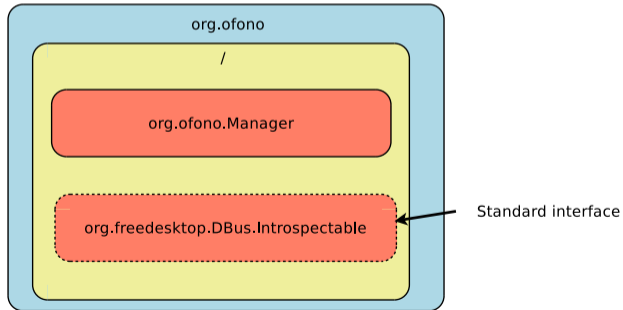 org.ofono
/
org.ofono.Manager
org.freedesktop.DBus.Introspectable
Standard interface